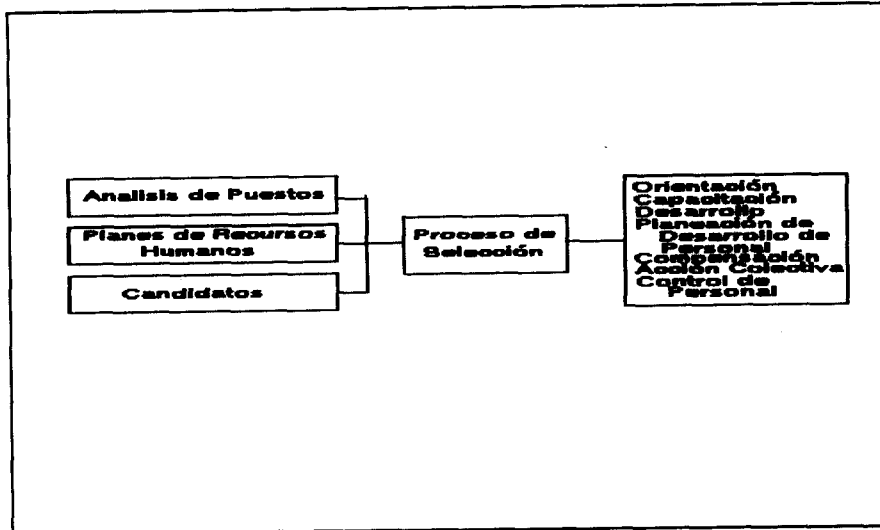 Analisis de Puestos
Planes de Recursos
Humanos
Candidatos
Proceso de
Selección
Orientación
Capacitación
Desarrollo
Planeación de
Desarrollo de
Personal
Compensación
Acción Colectiva
Control de
Personal